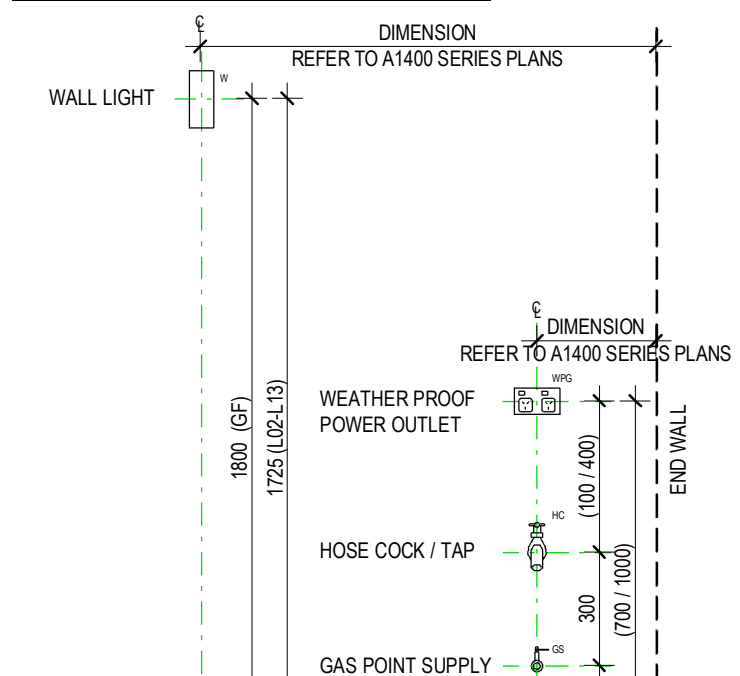 ℄
DIMENSION
REFER TO A1400 SERIES PLANS
W
WALL LIGHT
℄
DIMENSION
REFER TO A1400 SERIES PLANS
WPG
WEATHER PROOF
POWER OUTLET
1800 (GF)
1725 (L02-L13)
(100 / 400)
END WALL
HC
HOSE COCK / TAP
300
(700 / 1000)
GS
GAS POINT SUPPLY